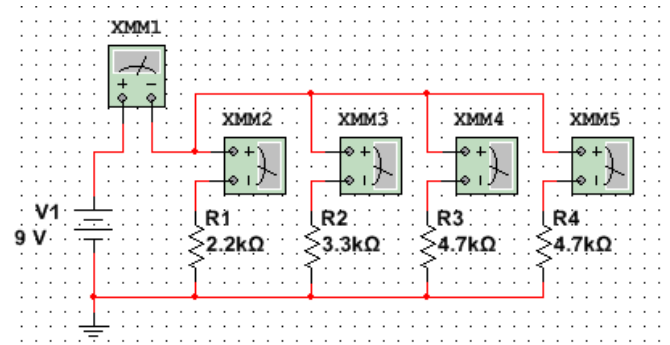 XMM1
XMM2
XMM3
XMM4
XMM5
V1
9 V
R1
2.2kΩ
R2
3.3kΩ
R3
4.7kΩ
R4
4.7kΩ